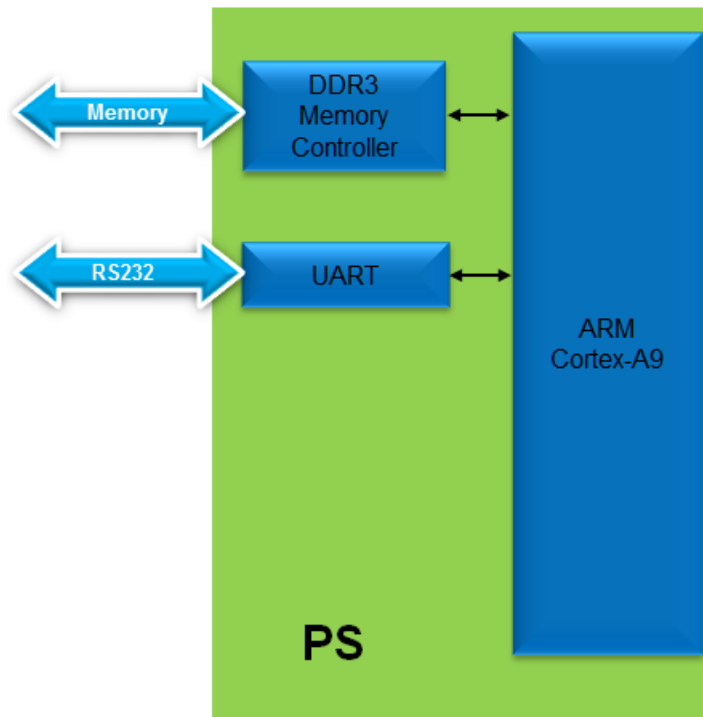 Memory
DDR3
Memory
Controller
RS232
UART
ARM
Cortex-A9
PS